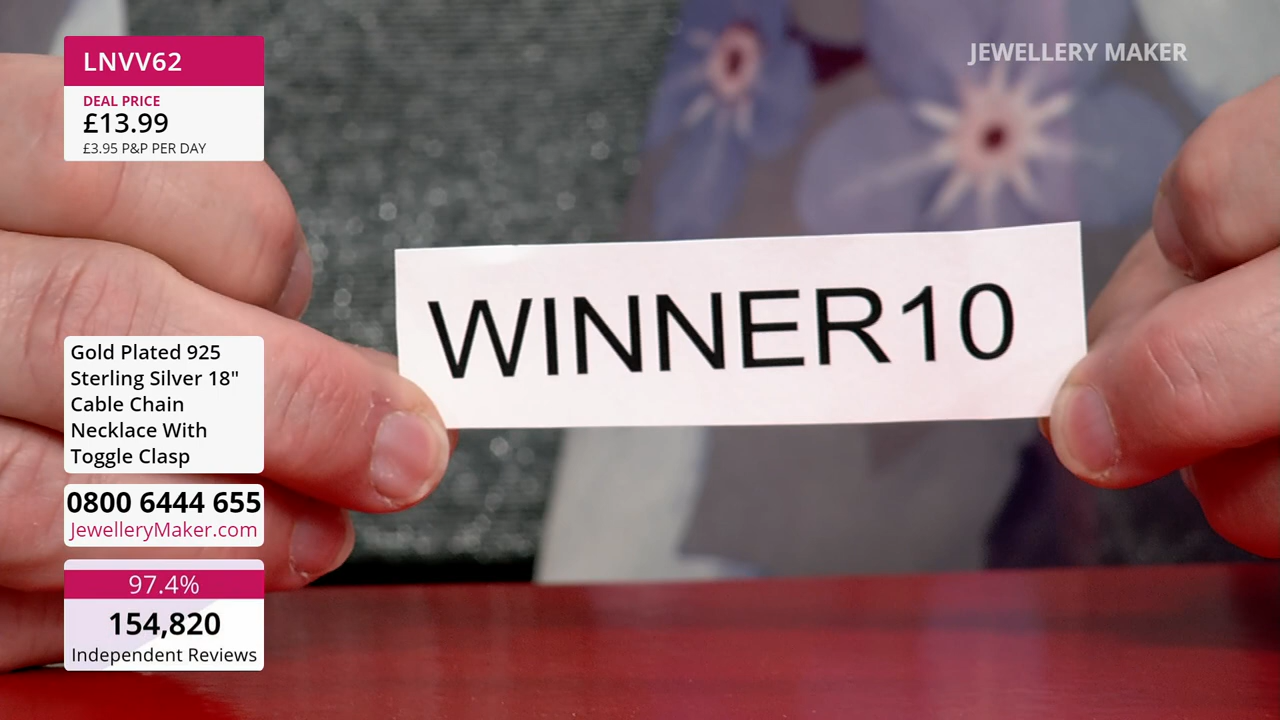 LNVV62
DEAL PRICE
£13.99
£3.95 P&P PER DAY
JEWELLERY MAKER
WINNER10
Gold Plated 925
Sterling Silver 18"
Cable Chain
Necklace With
Toggle Clasp
0800 6444 655
JewelleryMaker.com
97.4%
154,820
Independent Reviews